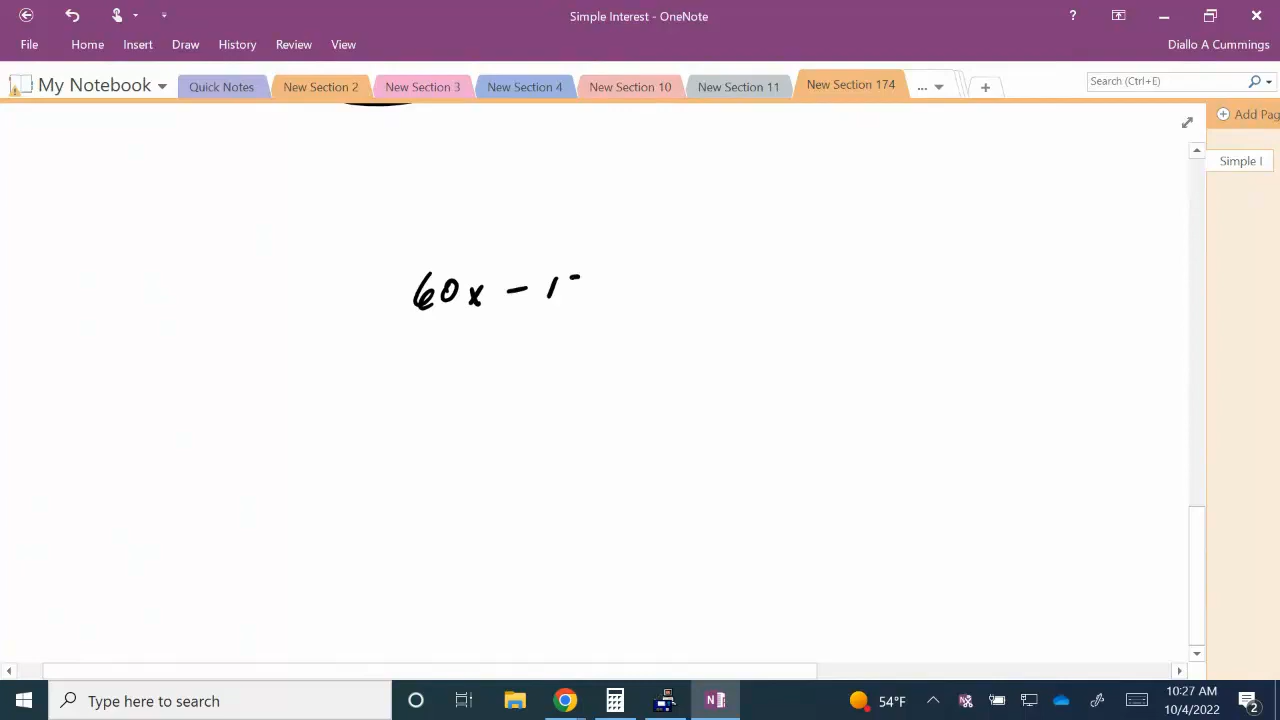 Simple Interest - OneNote
?
File Home Insert Draw History Review View
Diallo A Cummings
My Notebook
Quick Notes New Section 2 New Section 3 New Section 4 New Section 10 New Section 11 New Section 174 ... +
Search (Ctrl+E)
Add Pag
Simple I
60x - 1
Type here to search
54°F
10:27 AM
10/4/2022
2